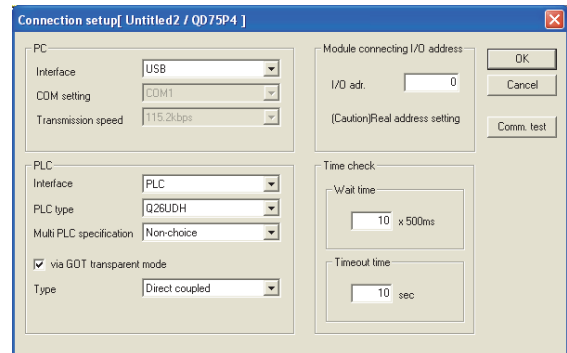 Connection setup[ Untitled2 / QD75P4 ]
PC
Interface USB
COM setting COM1
Transmission speed 115.2kbps
Module connecting I/O address
I/O adr. 0
(Caution)Real address setting
OK
Cancel
Comm. test
PLC
Interface PLC
PLC type Q26UDH
Multi PLC specification Non-choice
via GOT transparent mode
Type Direct coupled
Time check
Wait time
10 x 500ms
Timeout time
10 sec